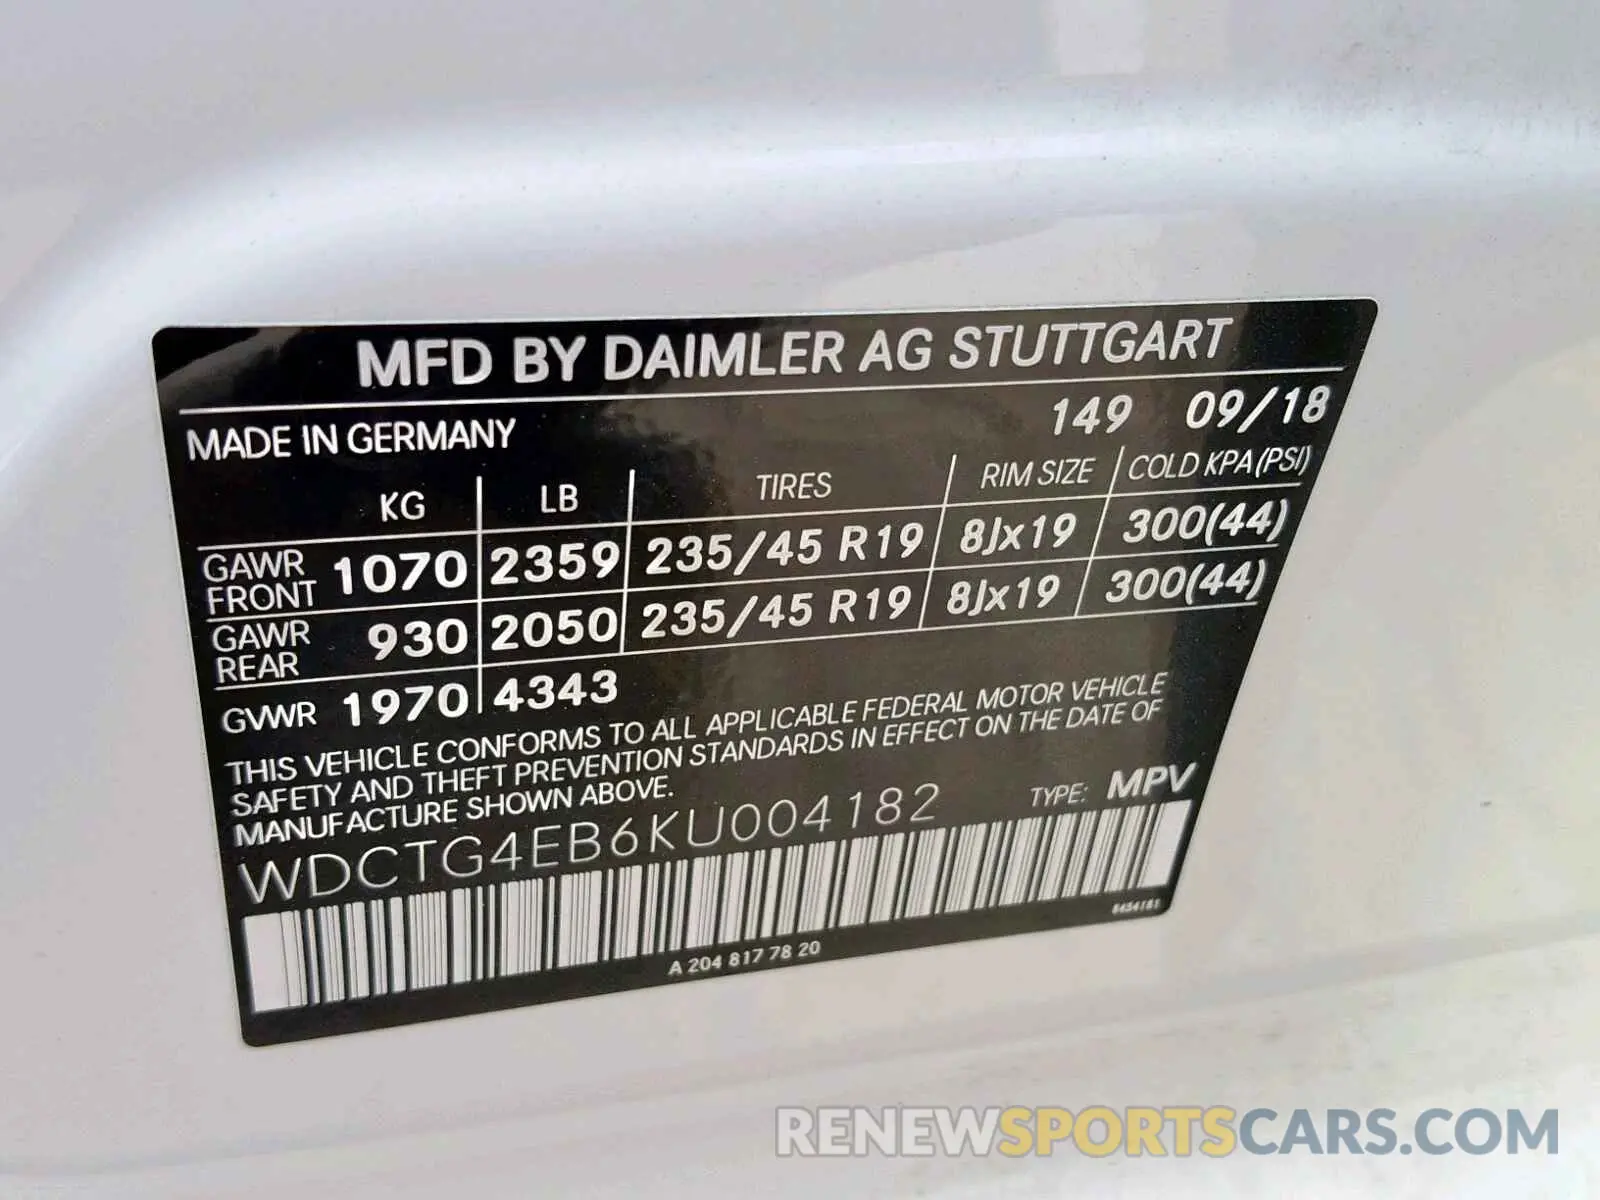 MFD BY DAIMLER AG STUTTGART
MADE IN GERMANY 149 09/18
KG LB TIRES RIM SIZE COLD KPA(PSI)
GAWR FRONT 1070 2359 235/45 R19 8Jx19 300(44)
GAWR REAR 930 2050 235/45 R19 8Jx19 300(44)
GVWR 1970 4343
THIS VEHICLE CONFORMS TO ALL APPLICABLE FEDERAL MOTOR VEHICLE
SAFETY AND THEFT PREVENTION STANDARDS IN EFFECT ON THE DATE OF
MANUFACTURE SHOWN ABOVE.
WDCTG4EB6KU004182 TYPE: MPV
A 204 817 78 20
RENEWSPORTSCARS.COM